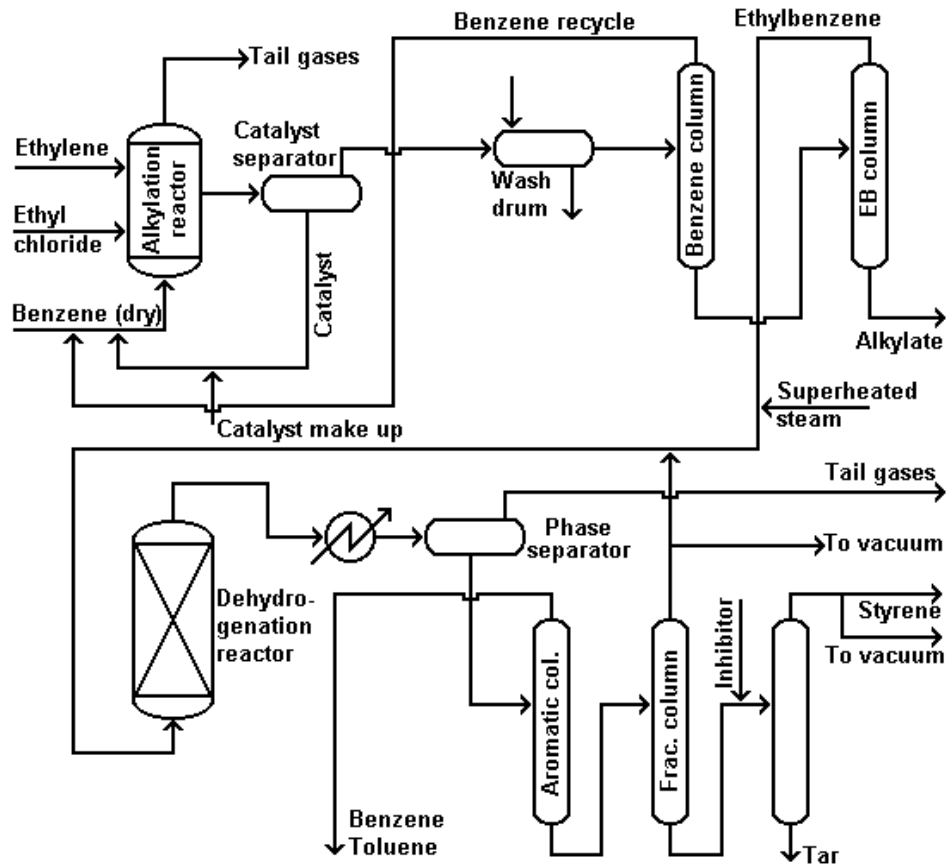 Benzene recycle
Ethylbenzene
Tail gases
Ethylene
Catalyst
separator
Alkylation
reactor
Wash
drum
Benzene column
EB column
Ethyl
chloride
Catalyst
Benzene (dry)
Alkylate
Superheated
steam
Catalyst make up
Tail gases
Phase
separator
To vacuum
Dehydro-
genation
reactor
Inhibitor
Styrene
To vacuum
Aromatic col.
Frac. column
Benzene
Toluene
Tar